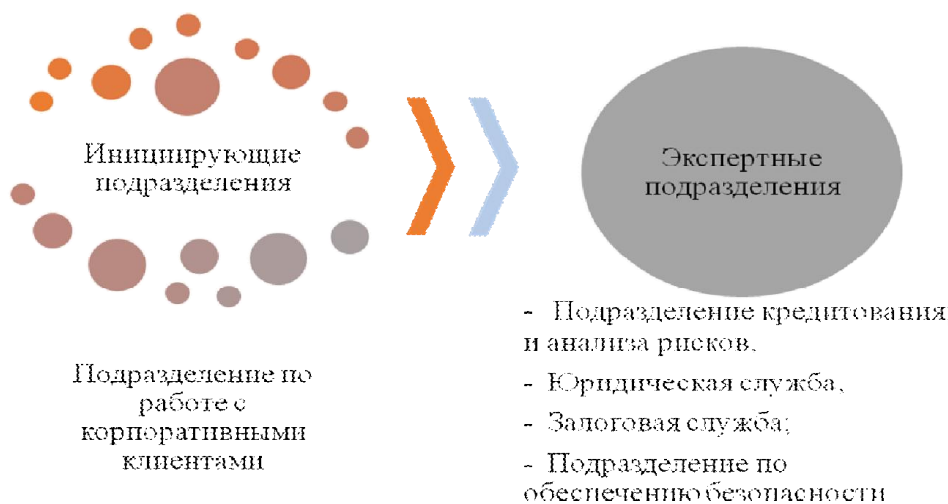 Инициирующие
подразделения
Подразделение по
работе с
корпоративными
клиентами
Экспертные
подразделения
- Подразделение кредитования
и анализа рисков,
- Юридическая служба,
- Залоговая служба;
- Подразделение по
обеспечению безопасности